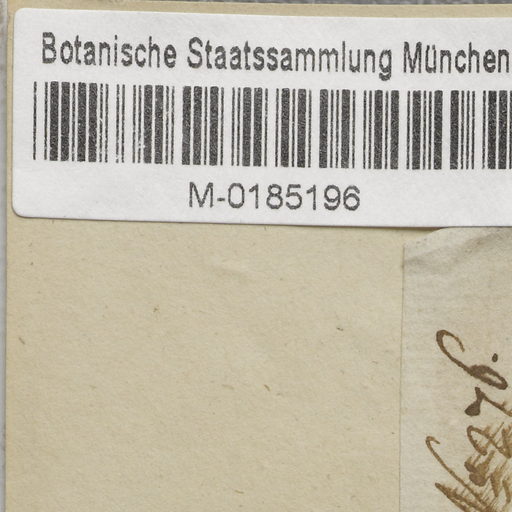 Botanische Staatssammlung München
M-0185196